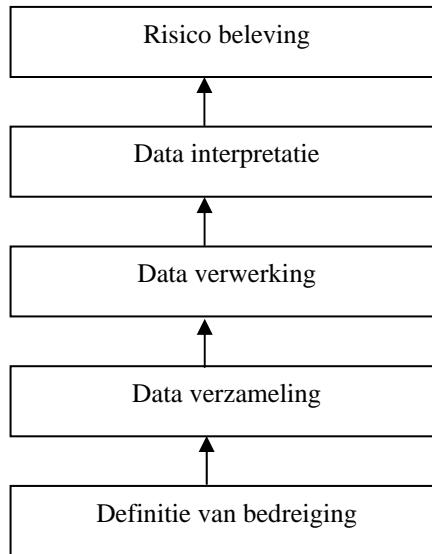 Risico beleving
Data interpretatie
Data verwerking
Data verzameling
Definitie van bedreiging